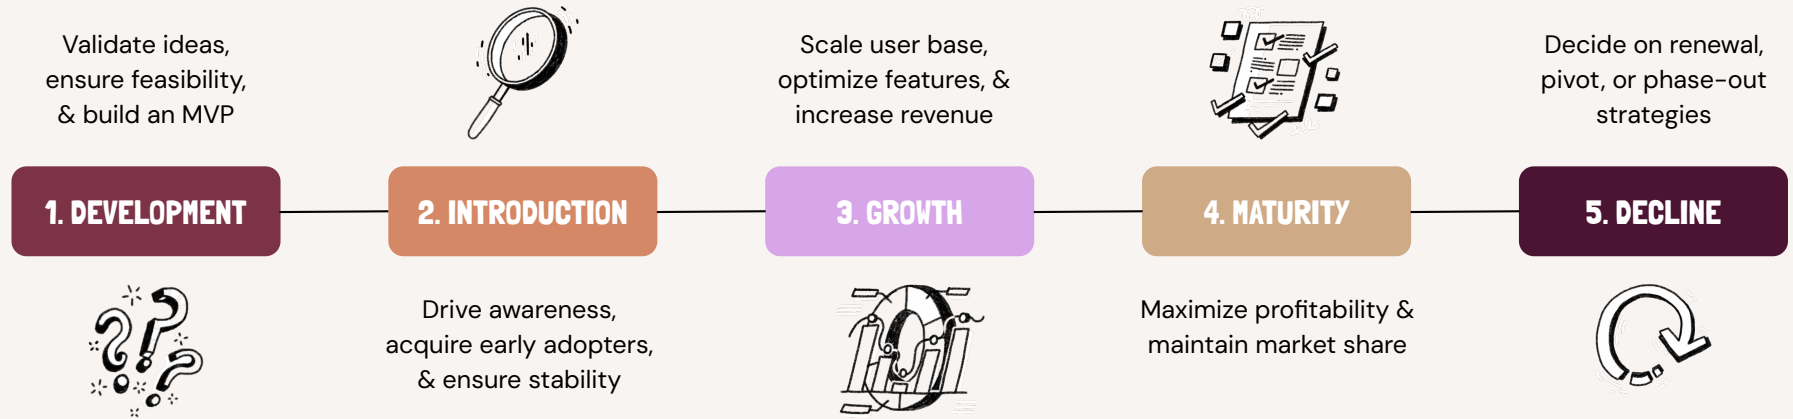 Validate ideas,
ensure feasibility,
& build an MVP
1. DEVELOPMENT
2. INTRODUCTION
Drive awareness,
acquire early adopters,
& ensure stability
Scale user base,
optimize features, &
increase revenue
3. GROWTH
4. MATURITY
Maximize profitability &
maintain market share
Decide on renewal,
pivot, or phase-out
strategies
5. DECLINE